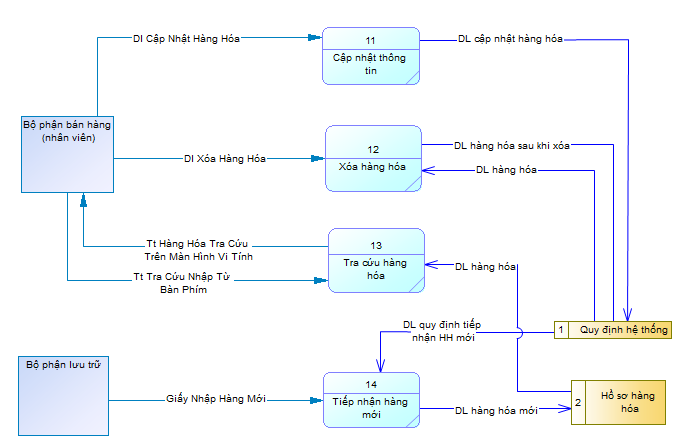 11
DI Cập Nhật Hàng Hóa
DL cập nhật hàng hóa
Cập nhật thông
tin
Bộ phận bán hàng
(nhân viên)
12
DL hàng hóa sau khi xóa
DI Xóa Hàng Hóa
Xóa hàng hóa
DL hàng hóa
13
Tt Hàng Hóa Tra Cứu
Trên Màn Hình Vi Tính
Tra cứu hàng
hóa
DL hàng hóa
Tt Tra Cứu Nhập Từ
Bàn Phím
DL quy định tiếp
nhận HH mới
1
Quy định hệ thống
Bộ phận lưu trữ
14
Giấy Nhập Hàng Mới
Tiếp nhận hàng
mới
DL hàng hóa mới
2
Hồ sơ hàng
hóa